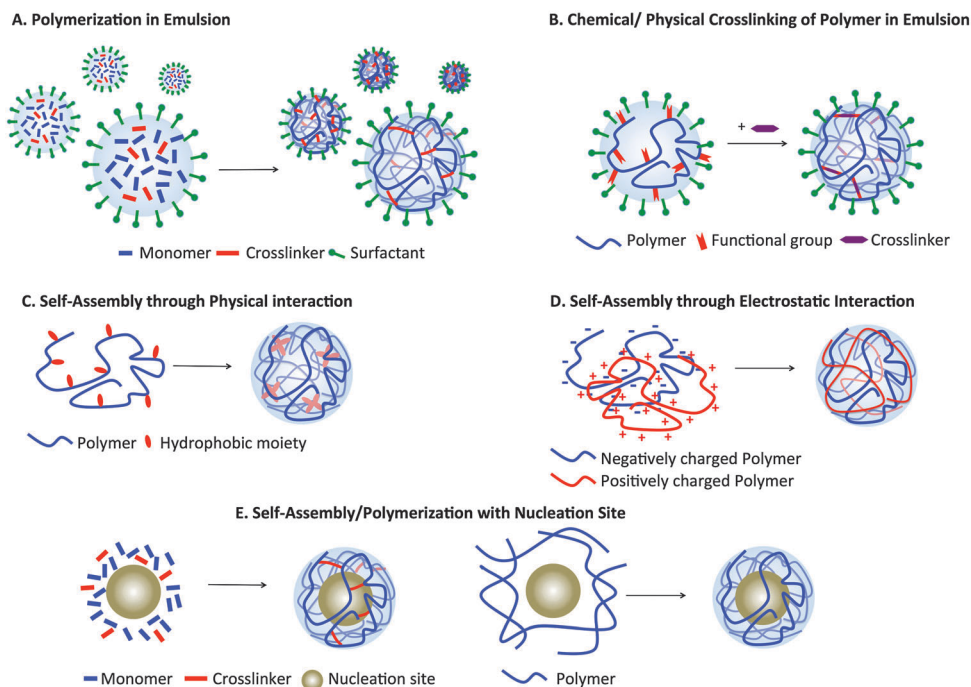 A. Polymerization in Emulsion
B. Chemical/ Physical Crosslinking of Polymer in Emulsion
+
Monomer Crosslinker Surfactant
Polymer Functional group Crosslinker
C. Self-Assembly through Physical interaction
D. Self-Assembly through Electrostatic Interaction
Polymer Hydrophobic moiety
Negatively charged Polymer
Positively charged Polymer
E. Self-Assembly/Polymerization with Nucleation Site
Monomer Crosslinker Nucleation site
Polymer